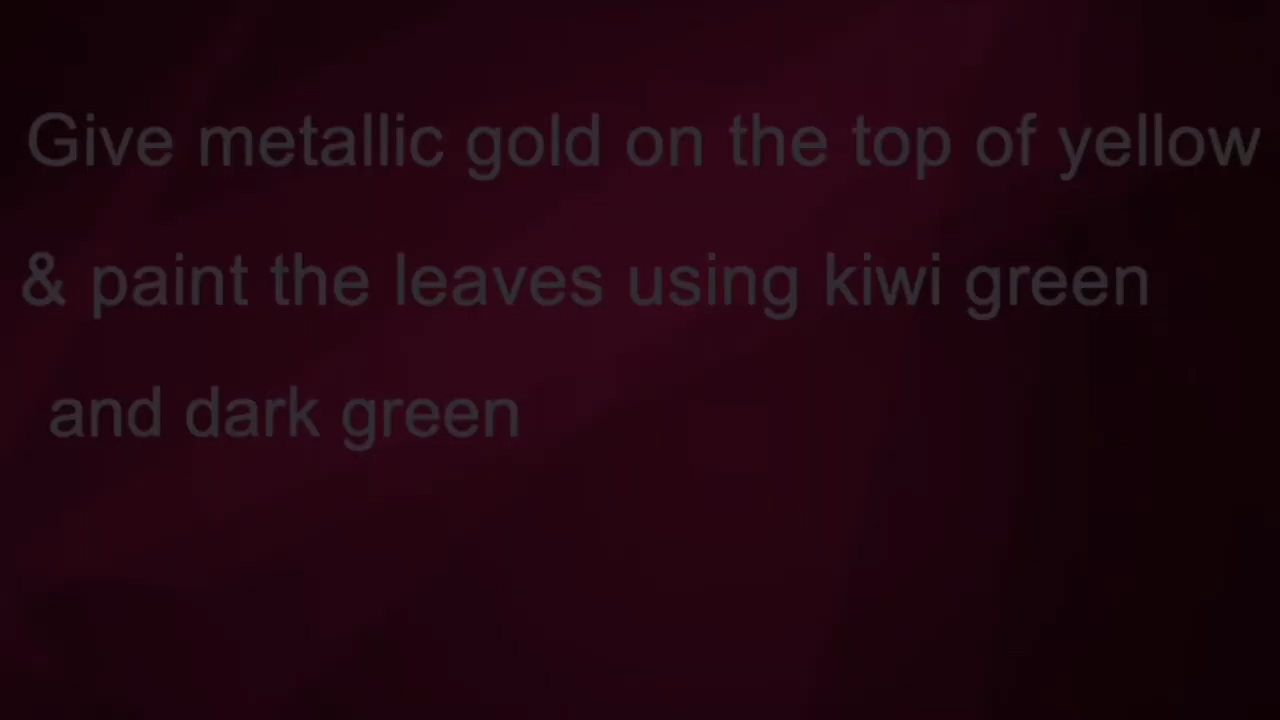 Give metallic gold on the top of yellow
& paint the leaves using kiwi green
and dark green